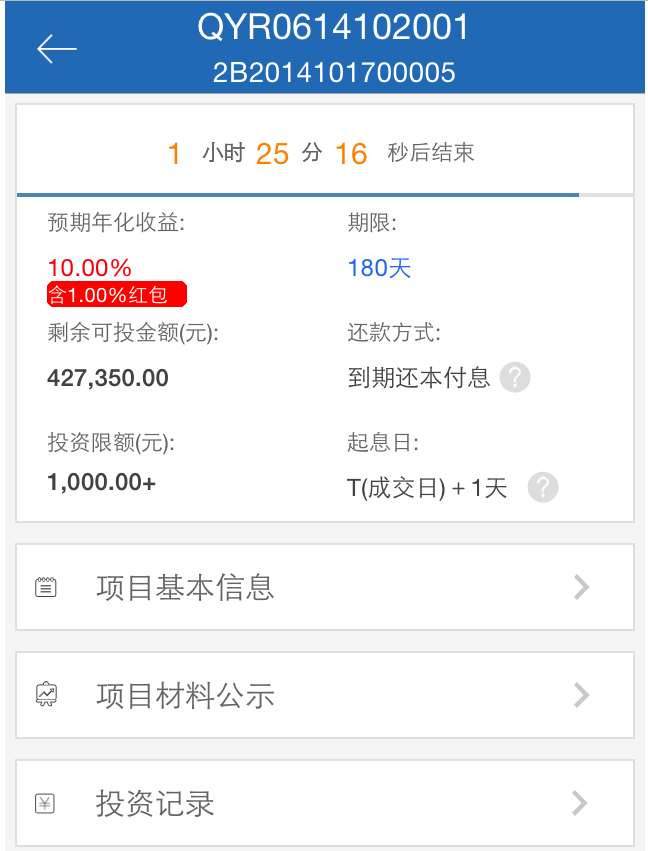 QYR0614102001
2B2014101700005
1 小时 25 分 16 秒后结束
预期年化收益: 期限:
10.00% 180天
含1.00%红包
剩余可投金额(元): 还款方式:
427,350.00 到期还本付息 ?
投资限额(元): 起息日:
1,000.00+ T(成交日)+1天 ?
项目基本信息
项目材料公示
¥ 投资记录